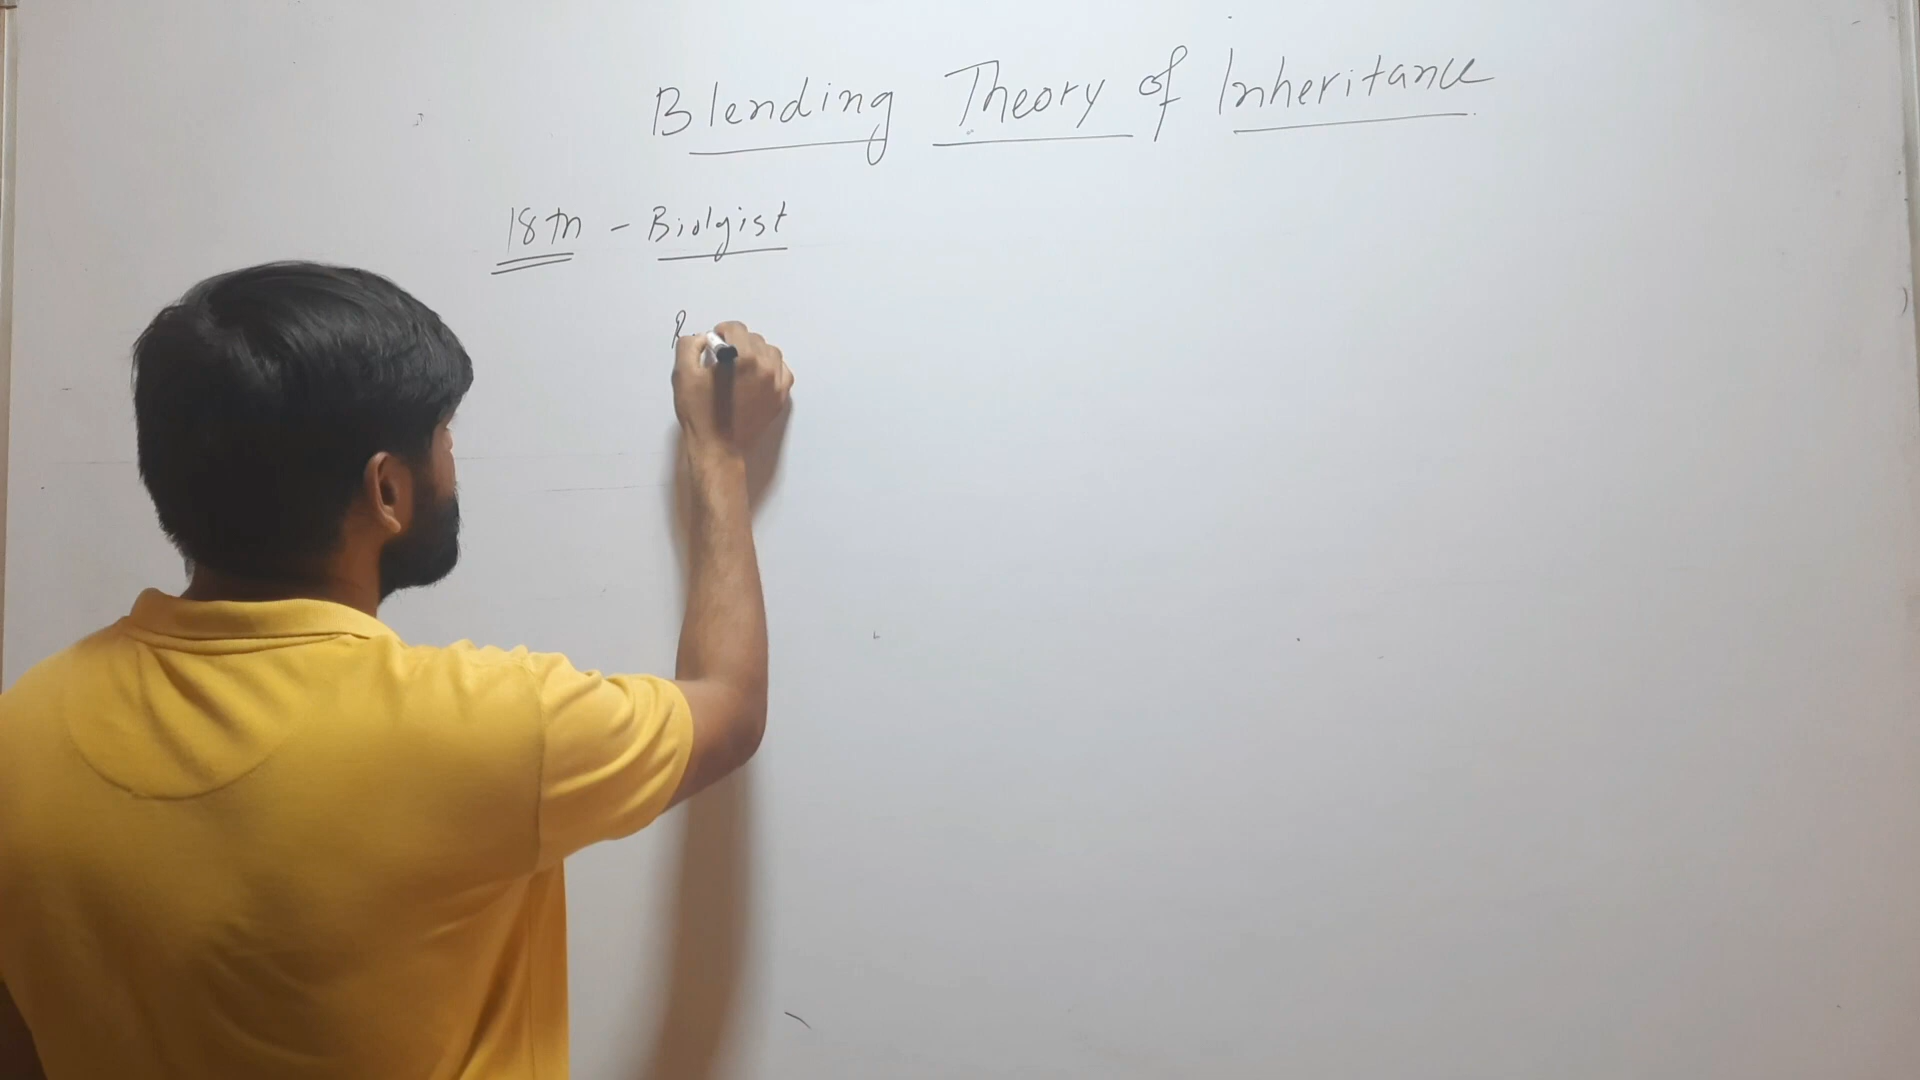 Blending Theory of Inheritance
18th - Biolgist